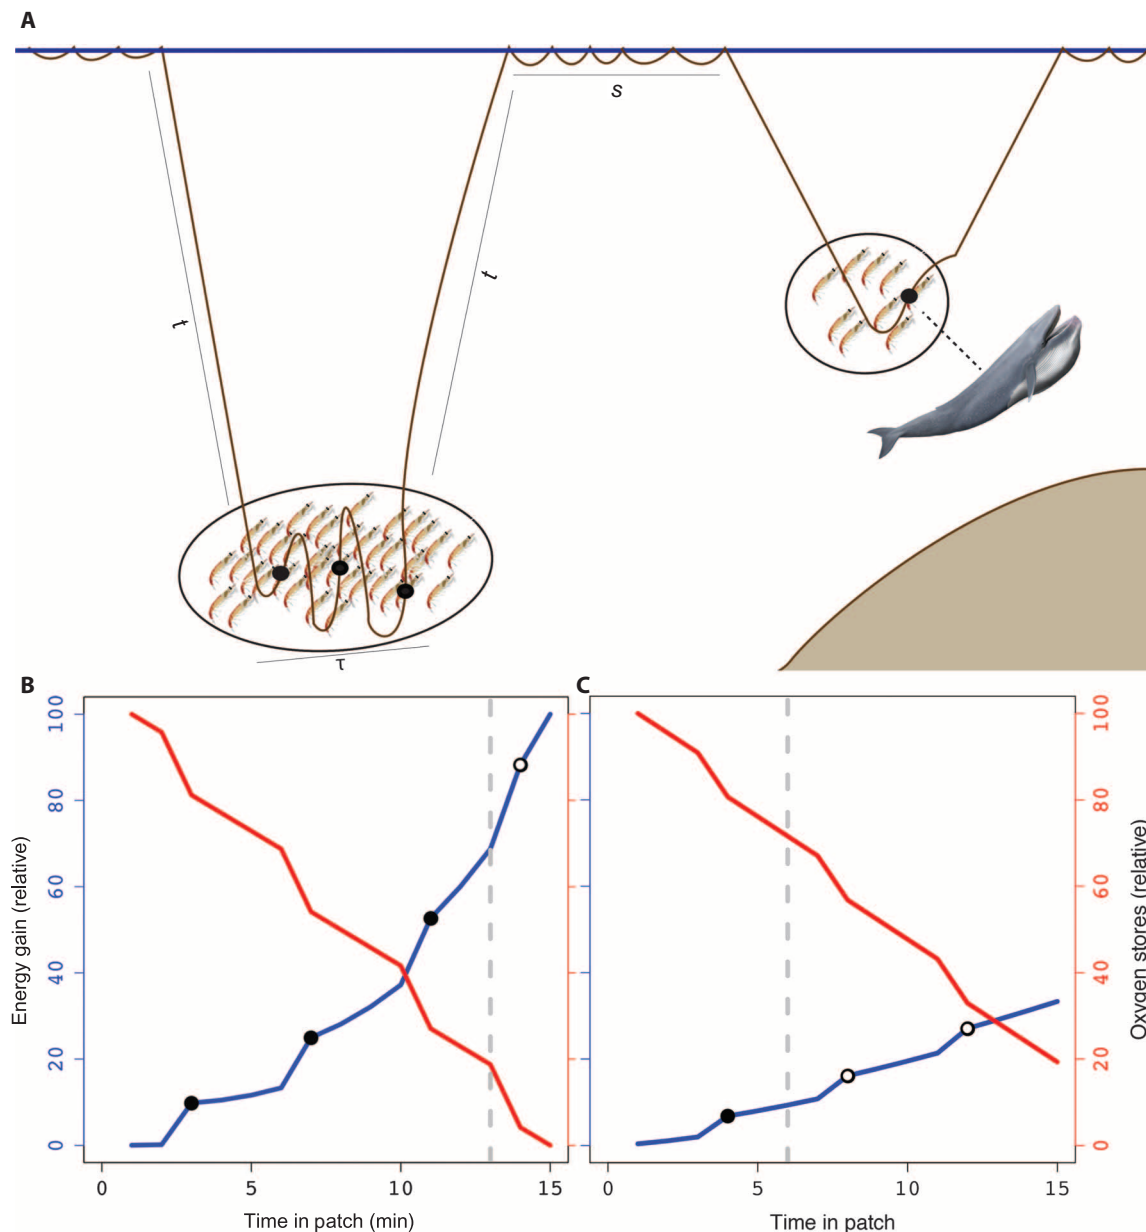 A
s
t
t
τ
B
C
100
80
60
40
20
0
Energy gain (relative)
0
5
10
15
Time in patch (min)
0
5
10
15
Time in patch
100
80
60
40
20
0
Oxygen stores (relative)